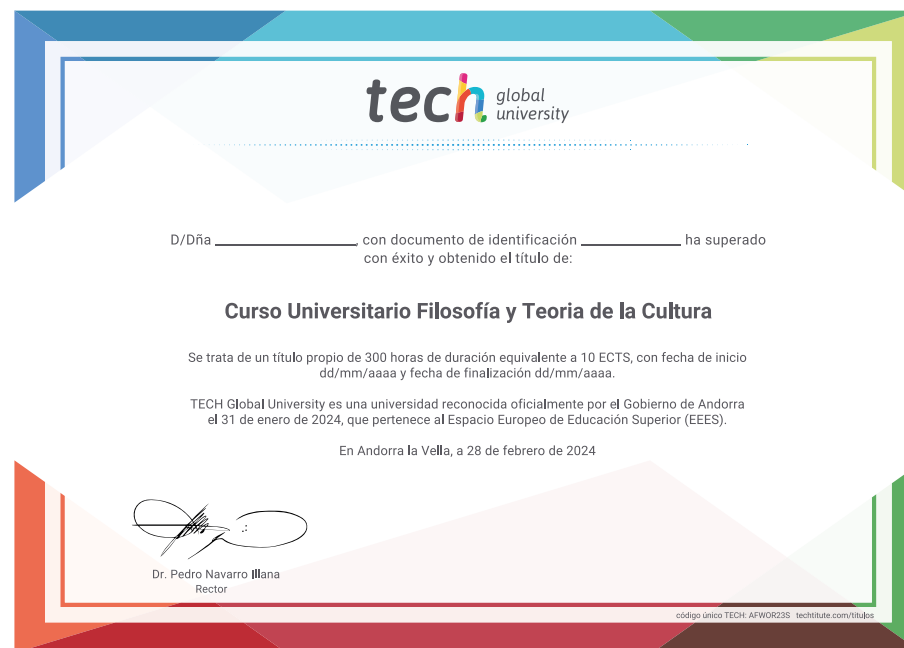 tech global university
D/Dña ___________________, con documento de identificación _____________ ha superado
con éxito y obtenido el título de:
Curso Universitario Filosofía y Teoria de la Cultura
Se trata de un título propio de 300 horas de duración equivalente a 10 ECTS, con fecha de inicio
dd/mm/aaaa y fecha de finalización dd/mm/aaaa.
TECH Global University es una universidad reconocida oficialmente por el Gobierno de Andorra
el 31 de enero de 2024, que pertenece al Espacio Europeo de Educación Superior (EEES).
En Andorra la Vella, a 28 de febrero de 2024
Dr. Pedro Navarro Illana
Rector
código único TECH: AFWOR23S techtitute.com/titulos